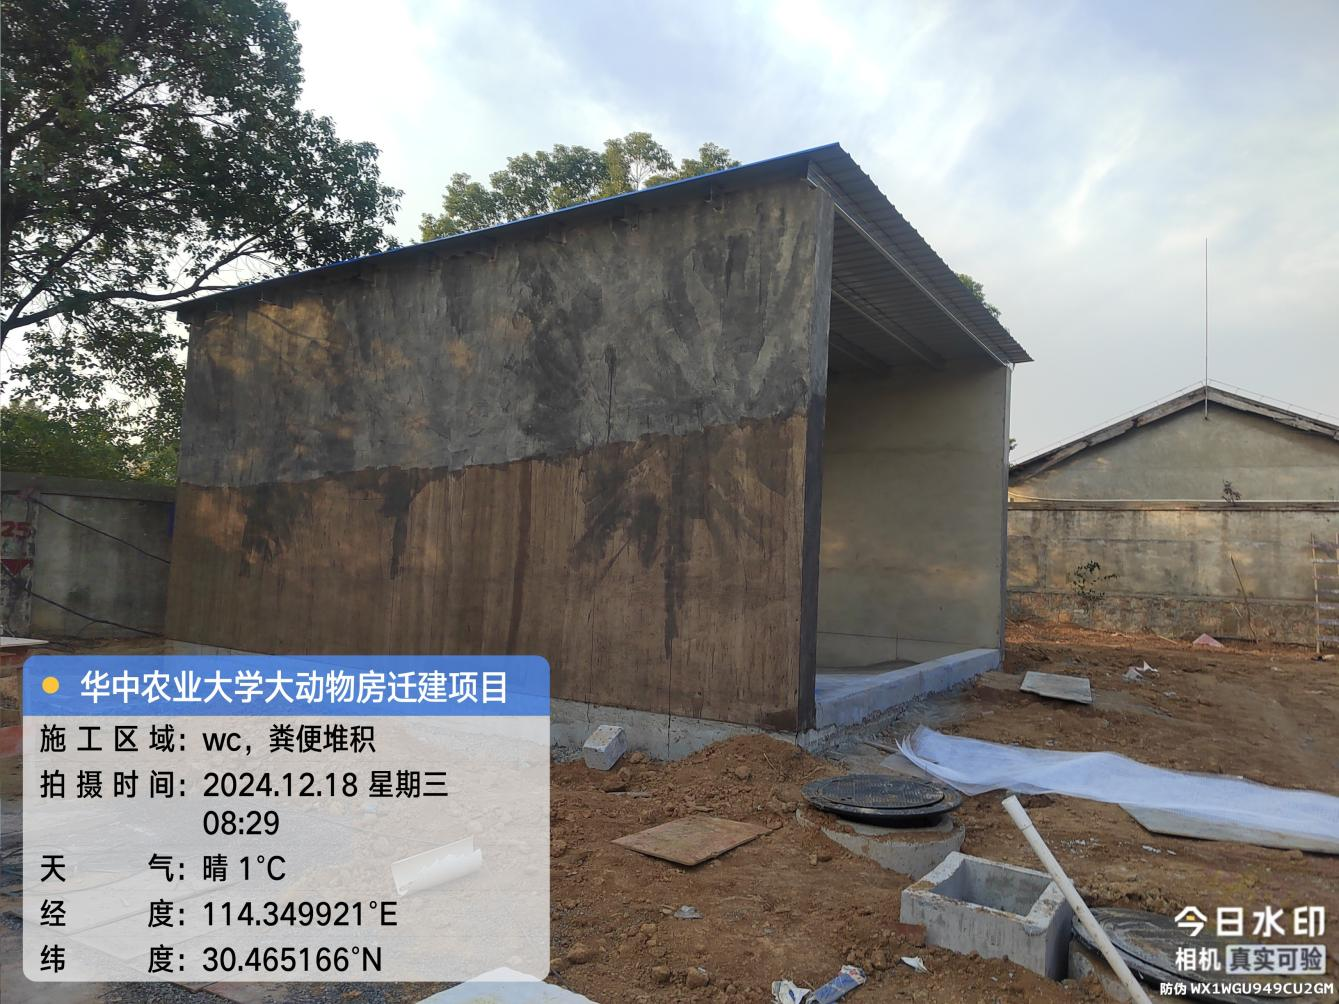 25
华中农业大学大动物房迁建项目
施工区域：wc，粪便堆积
拍摄时间：2024.12.18 星期三
08:29
天气：晴 1°C
经度：114.349921°E
纬度：30.465166°N
今日水印
相机 真实可验
防伪 WX1WGU949CU2GM